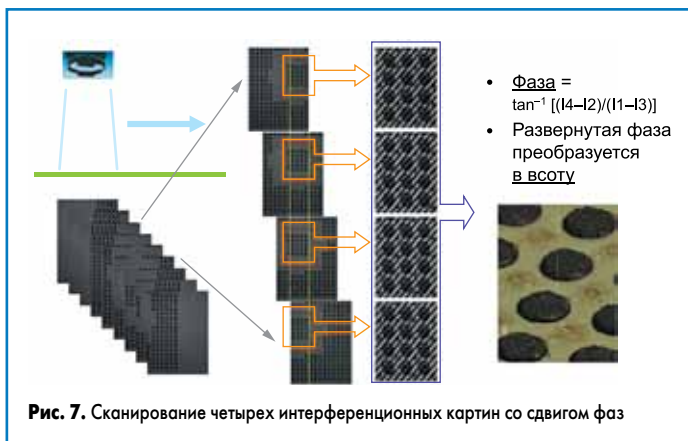 • Фаза =
tan⁻¹ [(I4–I2)/(I1–I3)]
• Развернутая фаза
преобразуется
в всоту
Рис. 7. Сканирование четырех интерференционных картин со сдвигом фаз